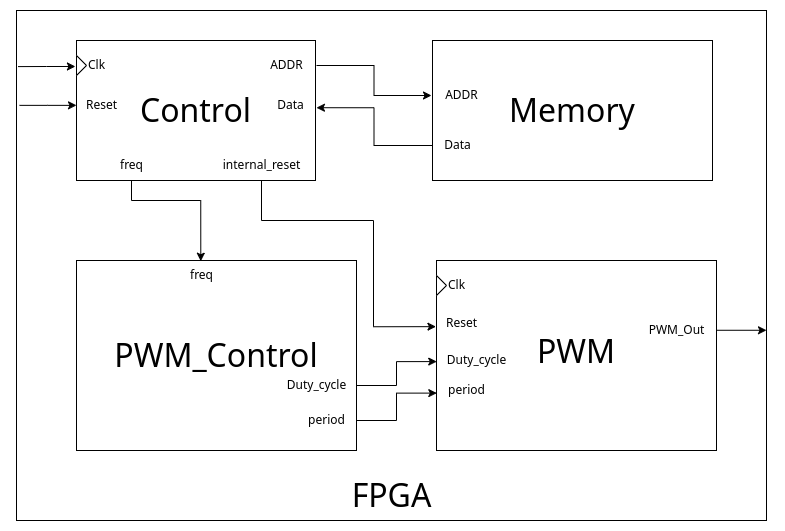 Clk
Reset
Control
ADDR
Data
freq
internal_reset
ADDR
Data
Memory
freq
PWM_Control
Duty_cycle
period
Clk
Reset
Duty_cycle
period
PWM
PWM_Out
FPGA